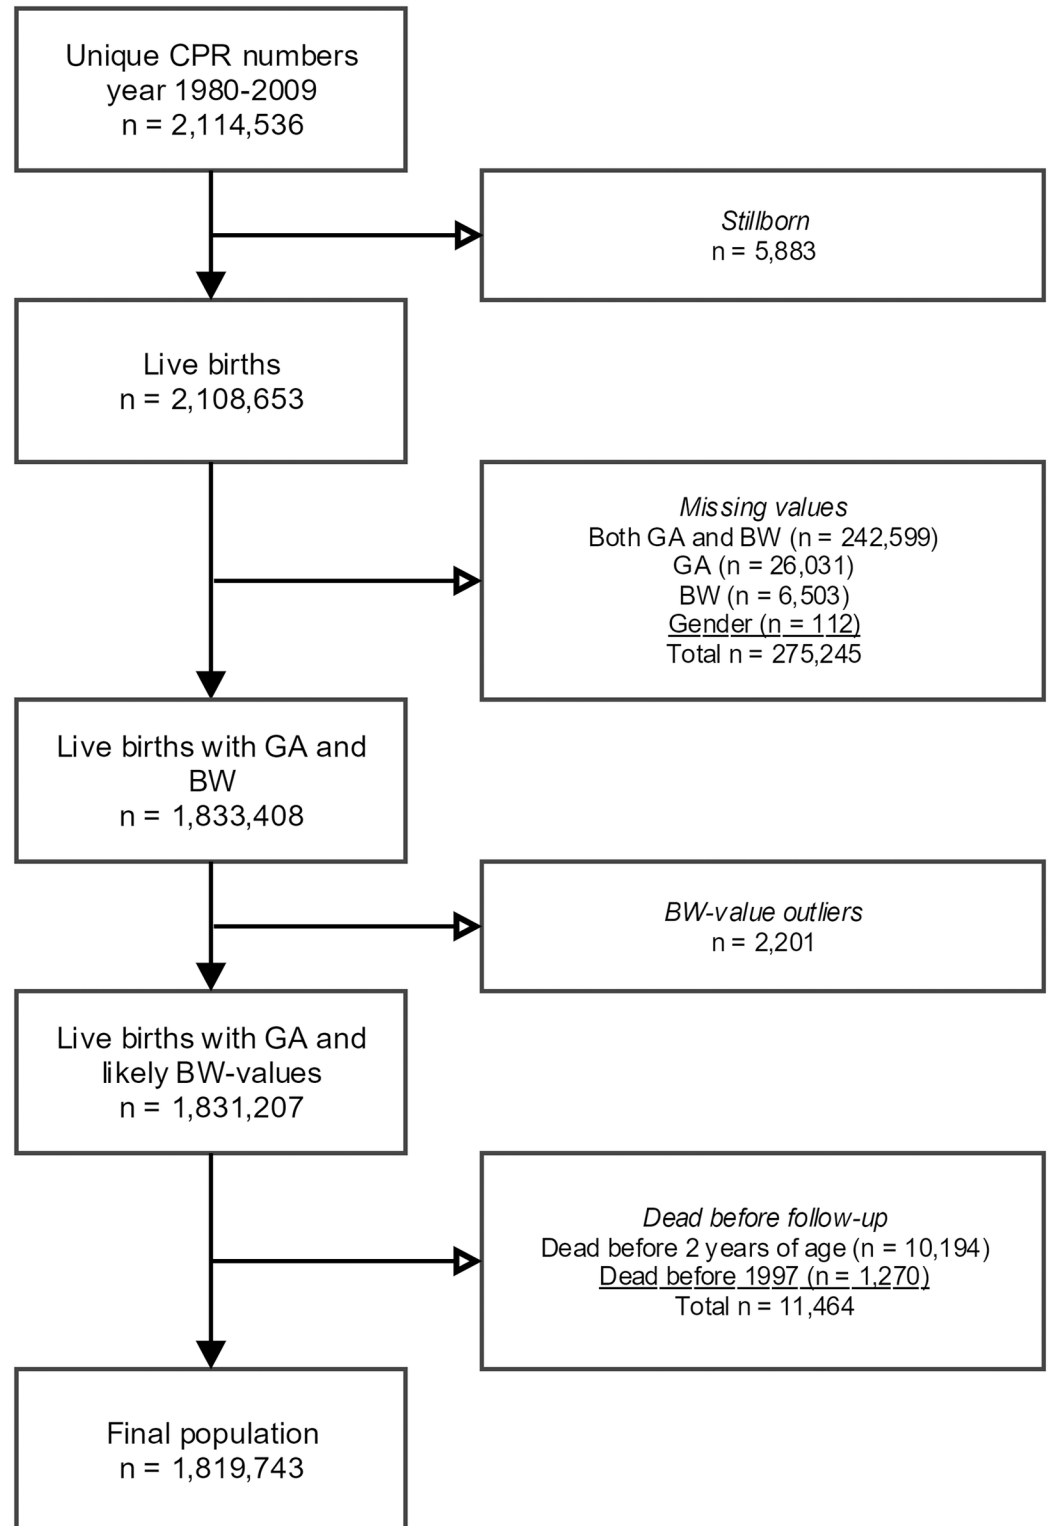 Unique CPR numbers
year 1980-2009
n = 2,114,536
Stillborn
n = 5,883
Live births
n = 2,108,653
Missing values
Both GA and BW (n = 242,599)
GA (n = 26,031)
BW (n = 6,503)
Gender (n = 112)
Total n = 275,245
Live births with GA and
BW
n = 1,833,408
BW-value outliers
n = 2,201
Live births with GA and
likely BW-values
n = 1,831,207
Dead before follow-up
Dead before 2 years of age (n = 10,194)
Dead before 1997 (n = 1,270)
Total n = 11,464
Final population
n = 1,819,743